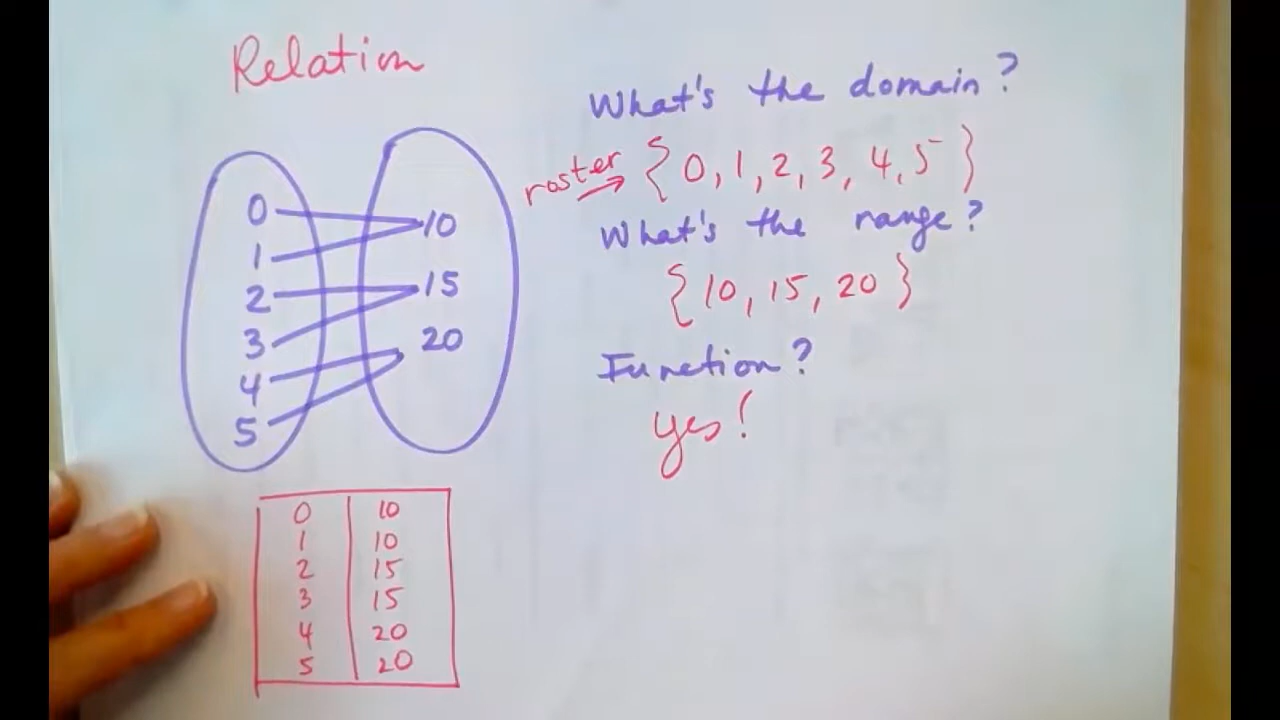 Relation
0 10
1
2 15
3 20
4
5
What's the domain?
roster → { 0, 1, 2, 3, 4, 5 }
What's the range?
{ 10, 15, 20 }
Function?
yes!
0 10
1 10
2 15
3 15
4 20
5 20